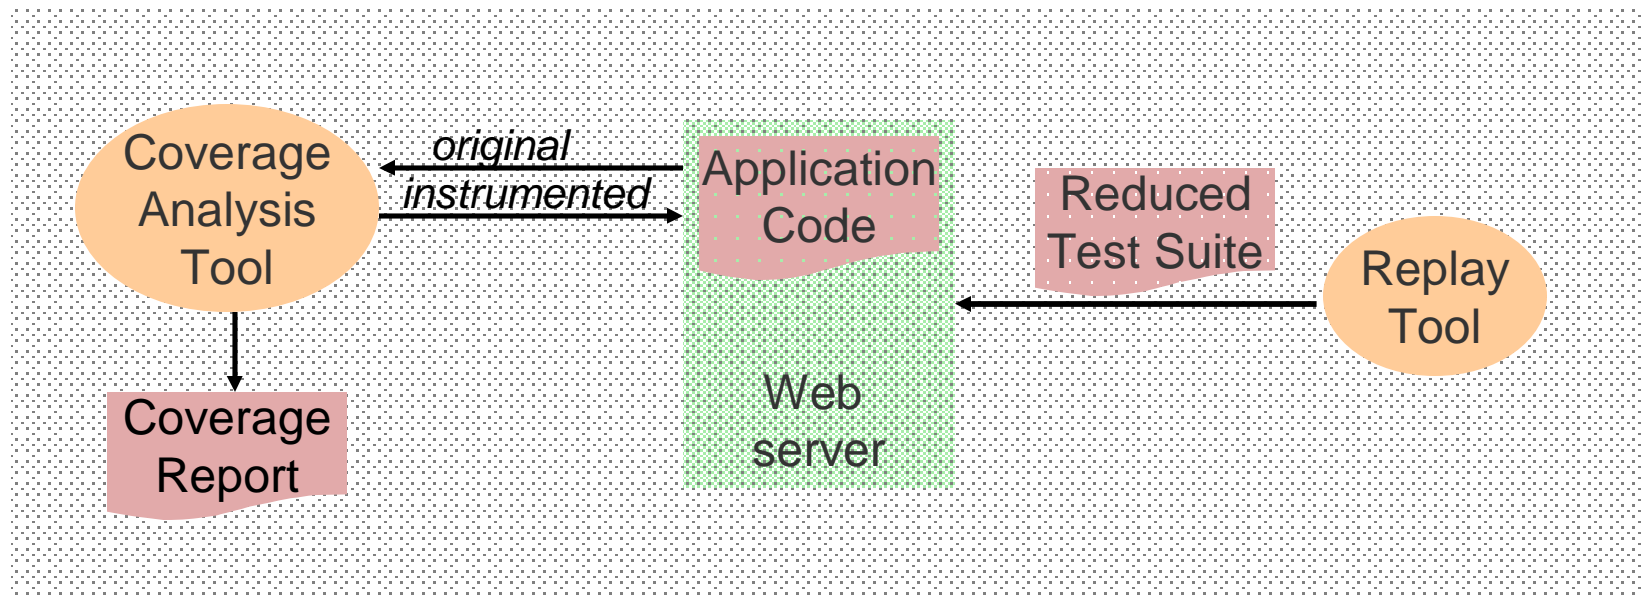 Coverage
Analysis
Tool
original
instrumented
Application
Code
Web
server
Reduced
Test Suite
Replay
Tool
Coverage
Report